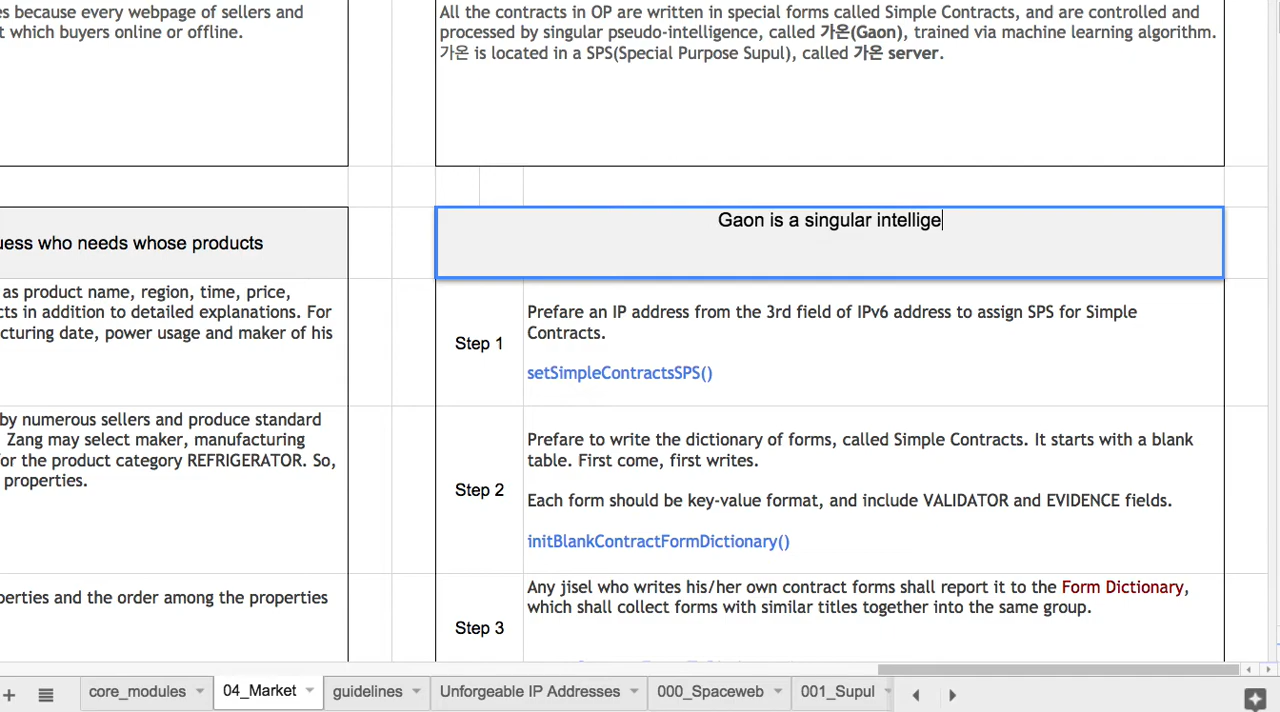 es because every webpage of sellers and
t which buyers online or offline.
All the contracts in OP are written in special forms called Simple Contracts, and are controlled and
processed by singular pseudo-intelligence, called 가온(Gaon), trained via machine learning algorithm.
가온 is located in a SPS(Special Purpose Supul), called 가온 server.
uess who needs whose products
Gaon is a singular intellige
as product name, region, time, price,
cts in addition to detailed explanations. For
cturing date, power usage and maker of his
Step 1
Prefare an IP address from the 3rd field of IPv6 address to assign SPS for Simple
Contracts.
setSimpleContractsSPS()
by numerous sellers and produce standard
Zang may select maker, manufacturing
or the product category REFRIGERATOR. So,
properties.
Step 2
Prefare to write the dictionary of forms, called Simple Contracts. It starts with a blank
table. First come, first writes.
Each form should be key-value format, and include VALIDATOR and EVIDENCE fields.
initBlankContractFormDictionary()
perties and the order among the properties
Step 3
Any jisel who writes his/her own contract forms shall report it to the Form Dictionary,
which shall collect forms with similar titles together into the same group.
core_modules
04_Market
guidelines
Unforgeable IP Addresses
000_Spaceweb
001_Supul